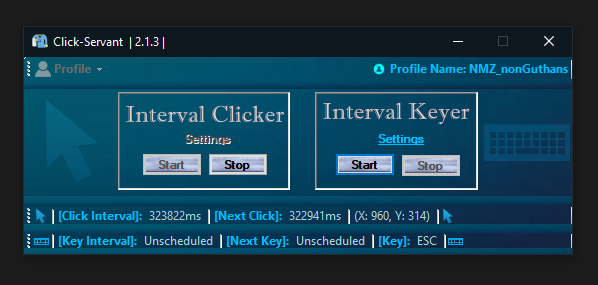 Click-Servant | 2.1.3 |
Profile Profile Name: NMZ_nonGuthans
Interval Clicker
Settings
Start Stop
Interval Keyer
Settings
Start Stop
[Click Interval]: 323822ms [Next Click]: 322941ms (X: 960, Y: 314)
[Key Interval]: Unscheduled [Next Key]: Unscheduled [Key]: ESC